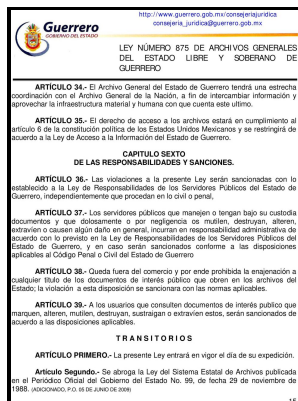 http://www.guerrero.gob.mx/consejeriajuridica
consejeria_juridica@guerrero.gob.mx
Guerrero
GOBIERNO DEL ESTADO
LEY NÚMERO 875 DE ARCHIVOS GENERALES
DEL ESTADO LIBRE Y SOBERANO DE
GUERRERO
ARTÍCULO 34.- El Archivo General del Estado de Guerrero tendrá una estrecha
coordinación con el Archivo General de la Nación, a fin de intercambiar información y
aprovechar la infraestructura material y humana con que cuenta este ultimo.
ARTÍCULO 35.- El derecho de acceso a los archivos estará en cumplimiento al
artículo 6 de la constitución política de los Estados Unidos Mexicanos y se restringirá de
acuerdo a la Ley de Acceso a la Información del Estado de Guerrero.
CAPITULO SEXTO
DE LAS RESPONSABILIDADES Y SANCIONES.
ARTÍCULO 36.- Las violaciones a la presente Ley serán sancionadas con lo
establecido a la Ley de Responsabilidades de los Servidores Públicos del Estado de
Guerrero, independientemente que procedan en lo civil o penal,
ARTÍCULO 37.- Los servidores públicos que manejen o tengan bajo su custodia
documentos y que dolosamente o por negligencia os mutilen, destruyan, alteren,
extravíen o causen algún daño en general, incurran en responsabilidad administrativa de
acuerdo con lo previsto en la Ley de Responsabilidades de los Servidores Públicos del
Estado de Guerrero, y en caso serán sancionados conforme a las disposiciones
aplicables al Código Penal o Civil del Estado de Guerrero
ARTÍCULO 38.- Queda fuera del comercio y por ende prohibida la enajenación a
cualquier título de los documentos de interés público que obren en los archivos del
Estado; la violación a esta disposición se sancionara con las normas aplicables.
ARTÍCULO 39.- A los usuarios que consulten documentos de interés publico que
marquen, alteren, mutilen, destruyan, sustraigan o extravíen estos, serán sancionados de
acuerdo a las disposiciones aplicables.
T R A N S I T O R I O S
ARTÍCULO PRIMERO.- La presente Ley entrará en vigor el día de su expedición.
Artículo Segundo.- Se abroga la Ley del Sistema Estatal de Archivos publicada
en el Periódico Oficial del Gobierno del Estado No. 99, de fecha 29 de noviembre de
1988. (ADICIONADO, P.O. 05 DE JUNIO DE 2009)
15